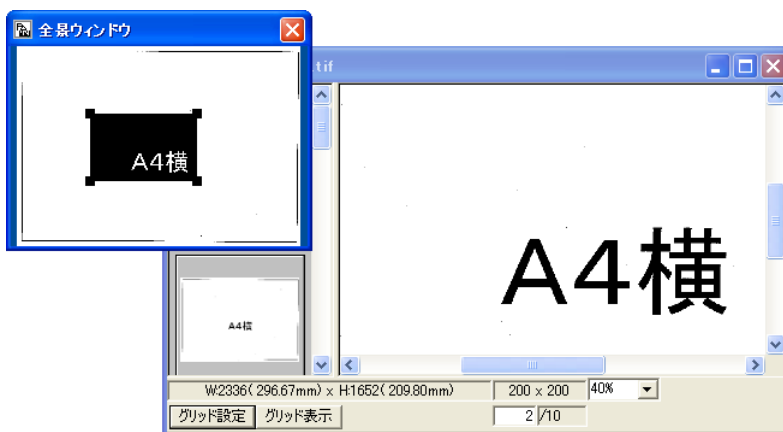 全景ウィンドウ
.tif
A4横
A4横
A4横
W:2336( 296.67mm) x H:1652( 209.80mm)
200 x 200
40%
グリッド設定
グリッド表示
2 /10